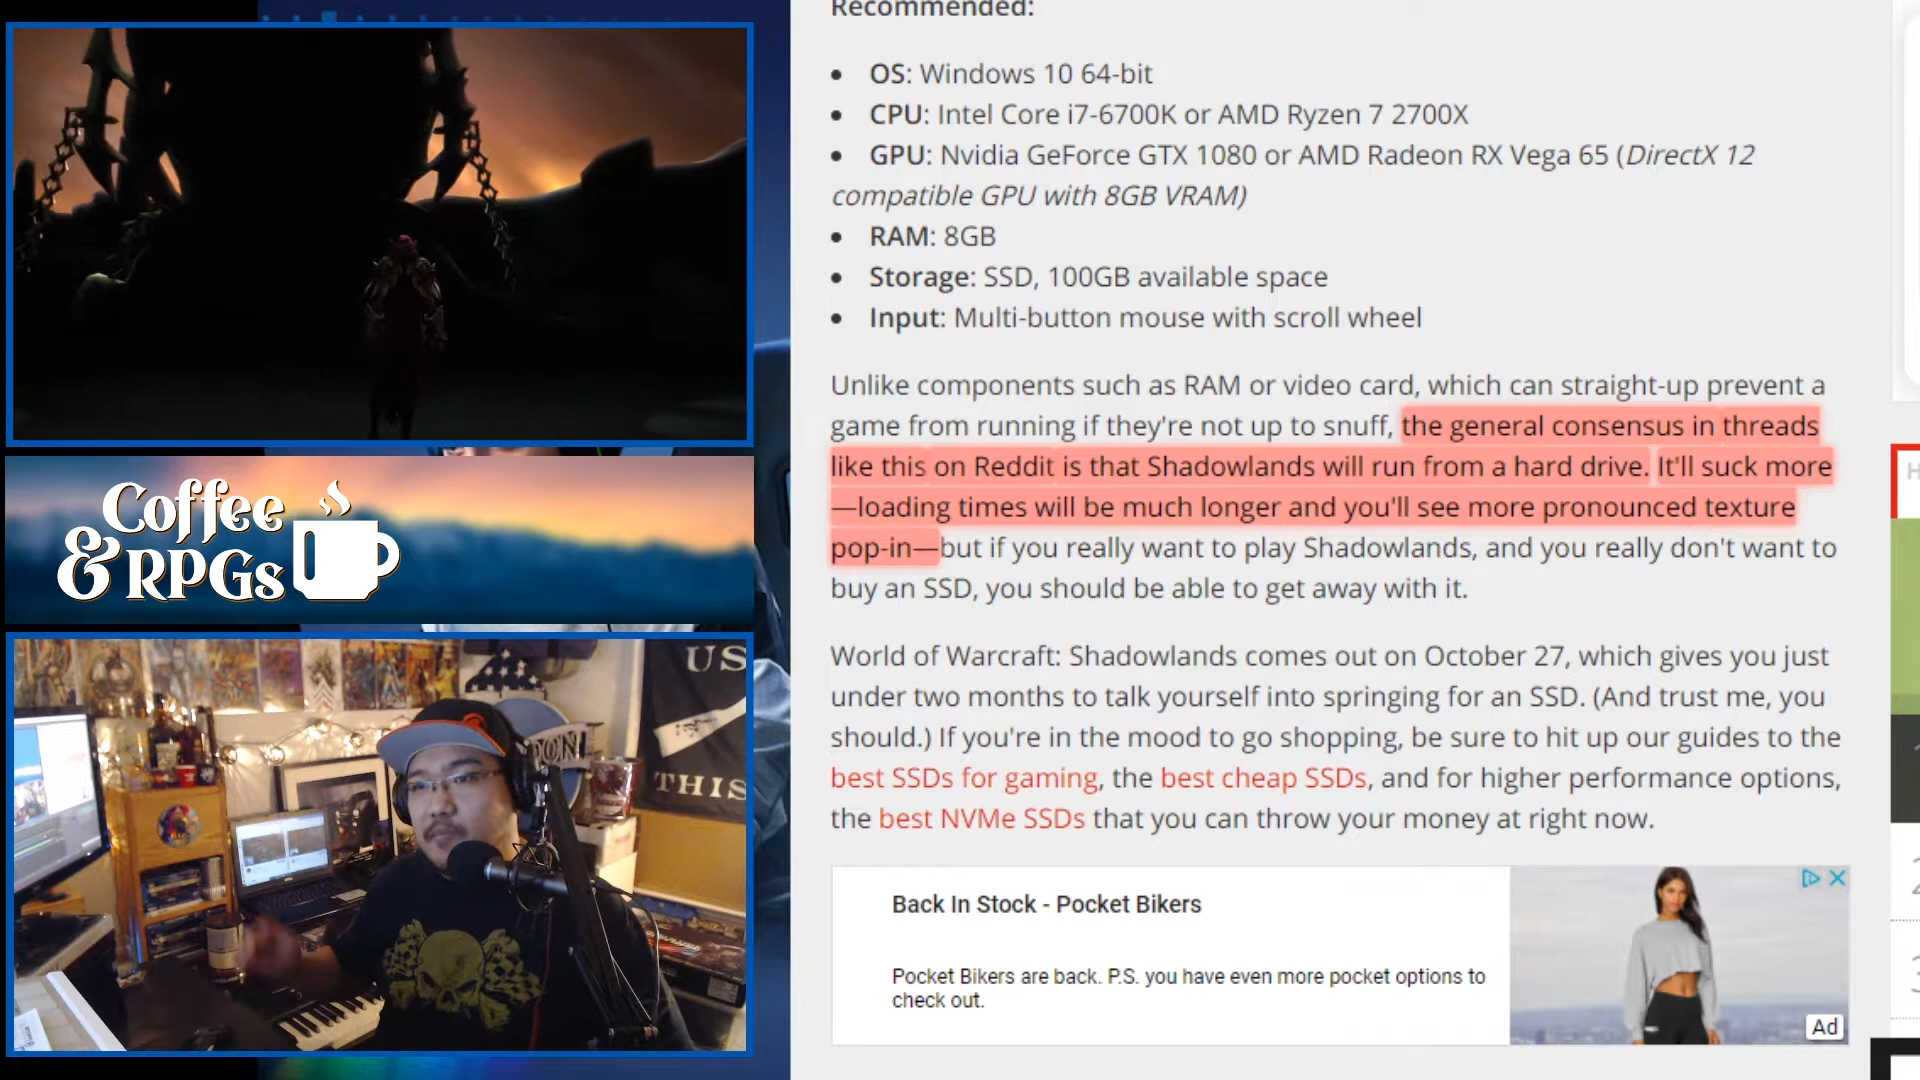 Coffee
& RPGs
US
DON
THIS
Recommended:
OS: Windows 10 64-bit
CPU: Intel Core i7-6700K or AMD Ryzen 7 2700X
GPU: Nvidia GeForce GTX 1080 or AMD Radeon RX Vega 65 (DirectX 12
compatible GPU with 8GB VRAM)
RAM: 8GB
Storage: SSD, 100GB available space
Input: Multi-button mouse with scroll wheel
Unlike components such as RAM or video card, which can straight-up prevent a
game from running if they're not up to snuff, the general consensus in threads
like this on Reddit is that Shadowlands will run from a hard drive. It'll suck more
—loading times will be much longer and you'll see more pronounced texture
pop-in—but if you really want to play Shadowlands, and you really don't want to
buy an SSD, you should be able to get away with it.
World of Warcraft: Shadowlands comes out on October 27, which gives you just
under two months to talk yourself into springing for an SSD. (And trust me, you
should.) If you're in the mood to go shopping, be sure to hit up our guides to the
best SSDs for gaming, the best cheap SSDs, and for higher performance options,
the best NVMe SSDs that you can throw your money at right now.
Back In Stock - Pocket Bikers
Pocket Bikers are back. P.S. you have even more pocket options to
check out.
Ad